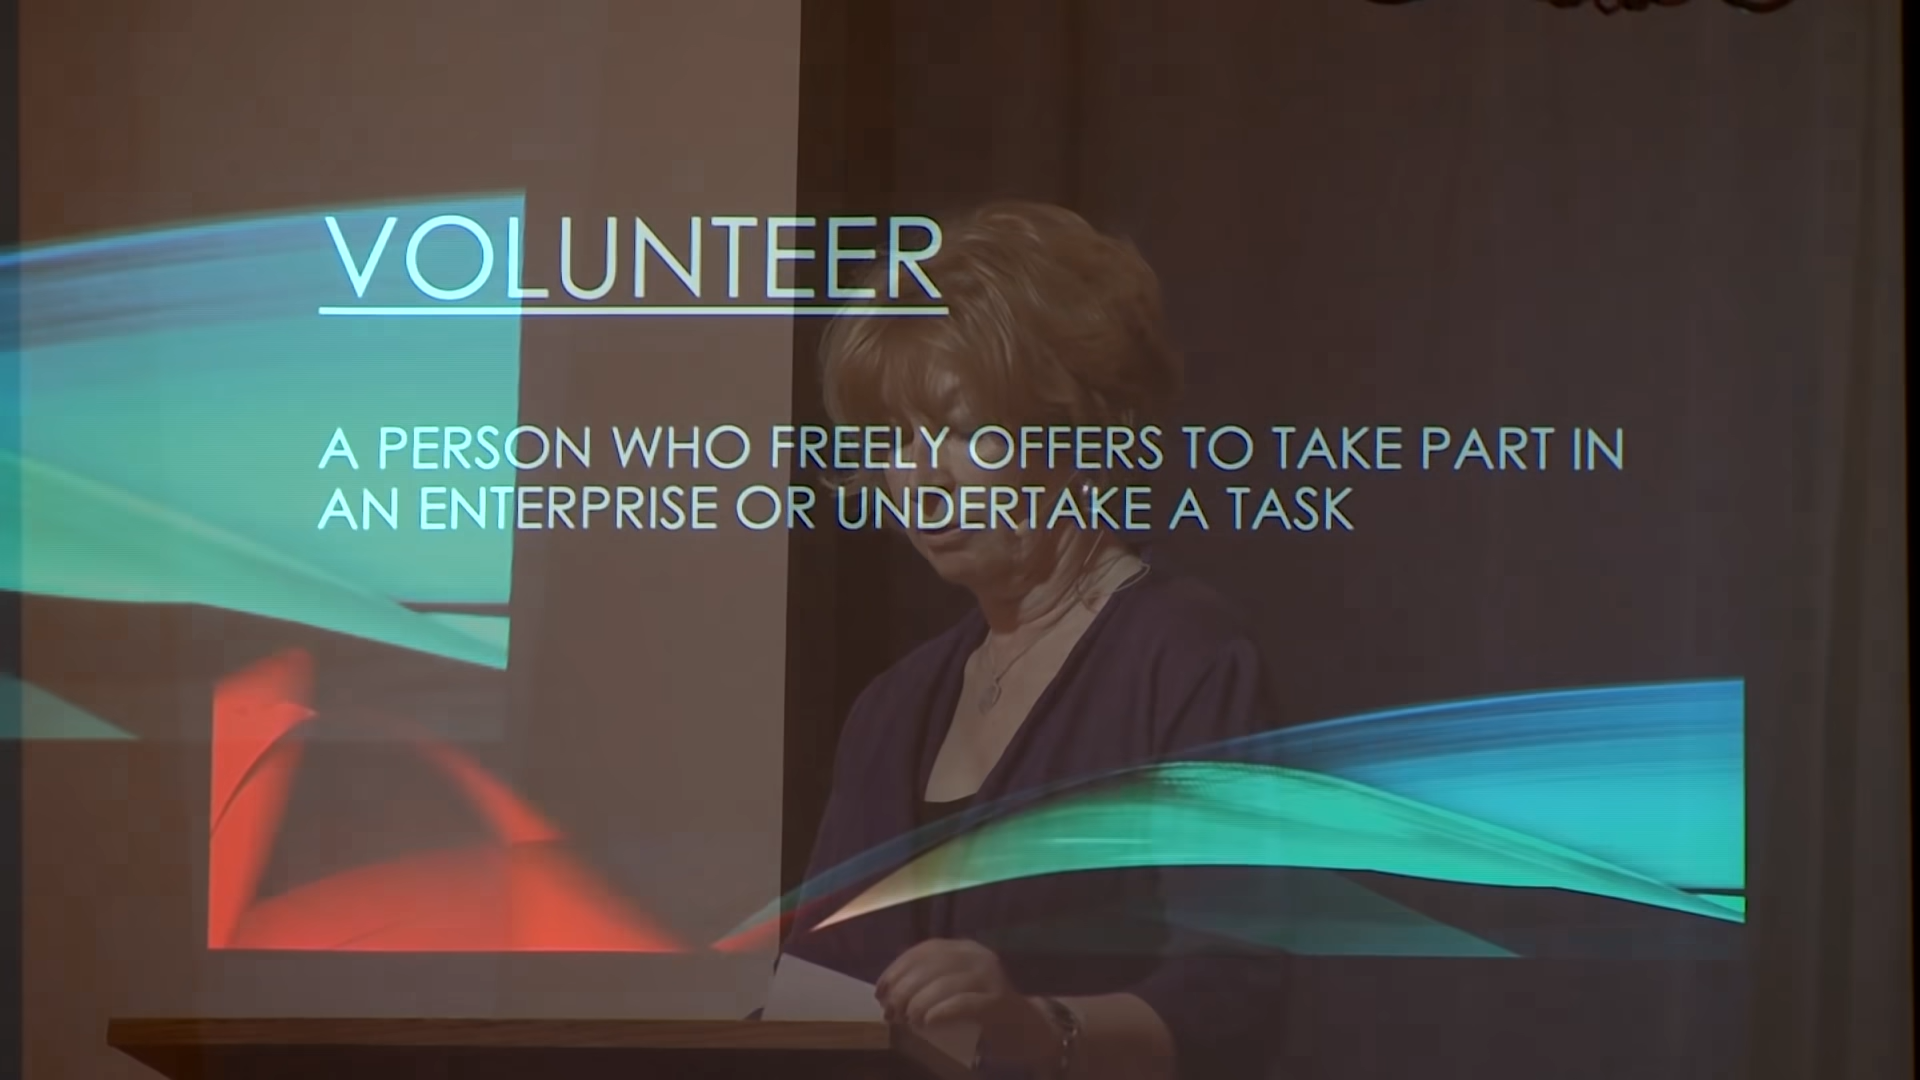 VOLUNTEER
A PERSON WHO FREELY OFFERS TO TAKE PART IN
AN ENTERPRISE OR UNDERTAKE A TASK